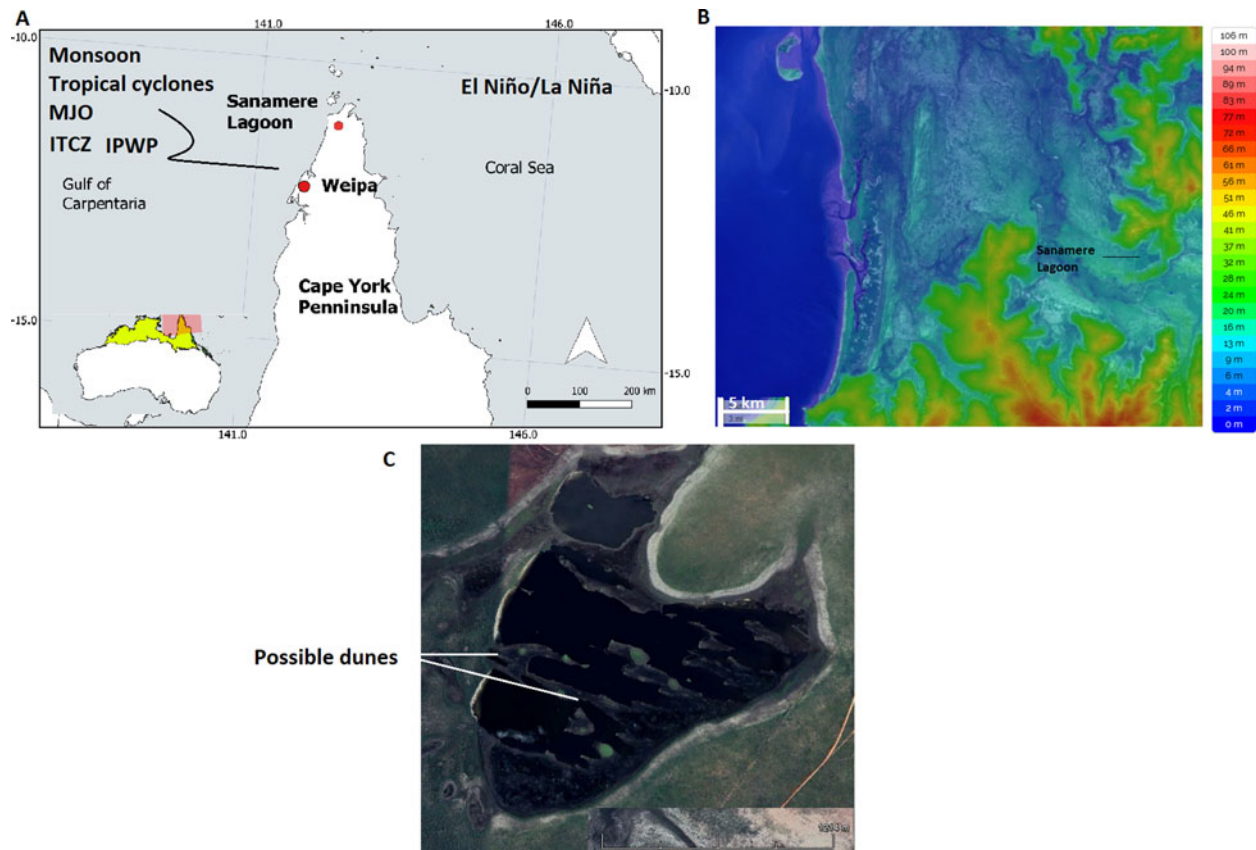 A
141.0
146.0
-10.0
Monsoon
Tropical cyclones
MJO
ITCZ IPWP
Sanamere
Lagoon
El Niño/La Niña
-10.0
Gulf of
Carpentaria
Weipa
Coral Sea
Cape York
Penninsula
-15.0
-15.0
0 100 200 km
141.0
146.0
B
Sanamere
Lagoon
5 km
106 m
100 m
94 m
89 m
83 m
77 m
72 m
66 m
61 m
56 m
51 m
46 m
41 m
37 m
32 m
28 m
24 m
20 m
16 m
13 m
9 m
6 m
4 m
2 m
0 m
C
Possible dunes